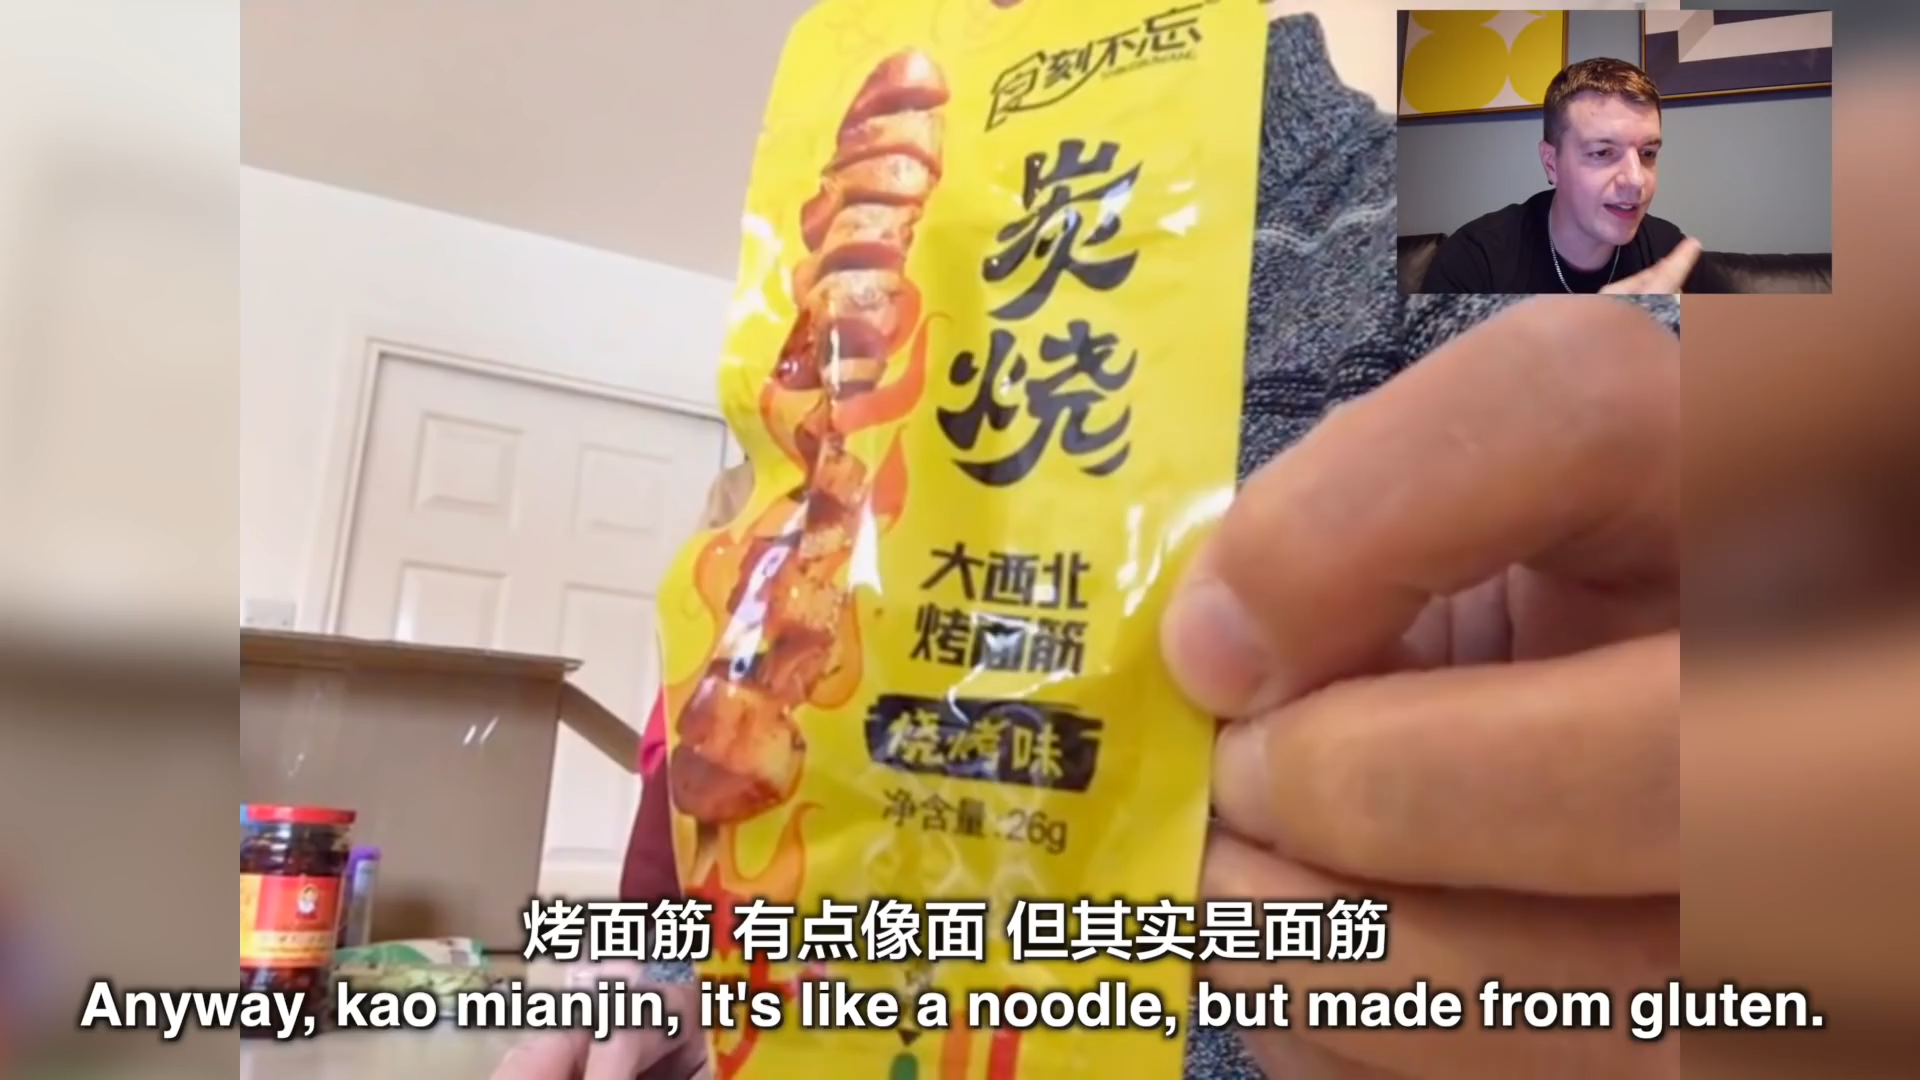 食刻不忘
炭
烧
大西北
烤面筋
烧烤味
净含量:26g
烤面筋 有点像面 但其实是面筋
Anyway, kao mianjin, it's like a noodle, but made from gluten.